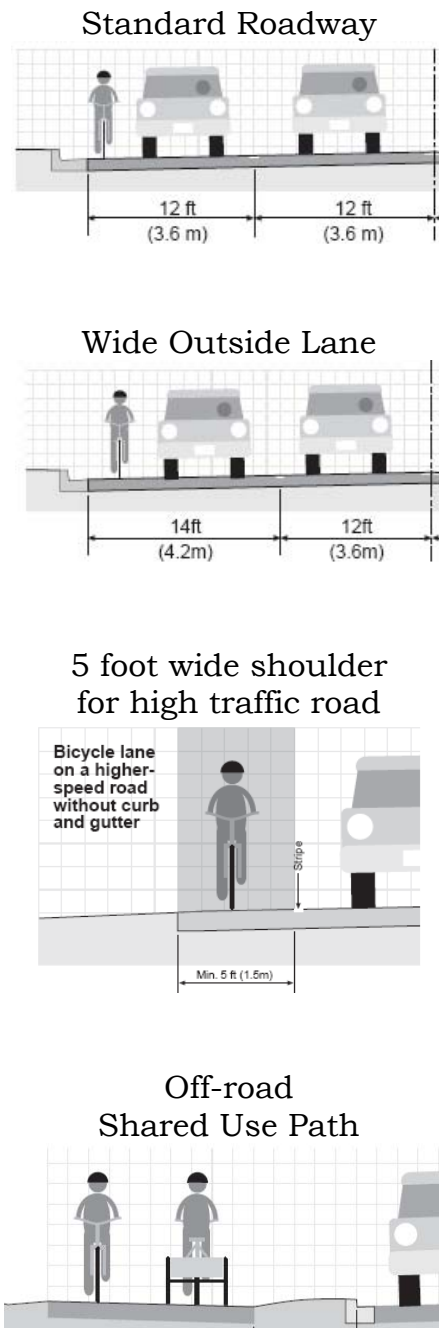 Standard Roadway
12 ft 12 ft
(3.6 m) (3.6 m)
Wide Outside Lane
14ft 12ft
(4.2m) (3.6m)
5 foot wide shoulder
for high traffic road
Bicycle lane
on a higher-
speed road
without curb
and gutter
Stripe
Min. 5 ft (1.5m)
Off-road
Shared Use Path